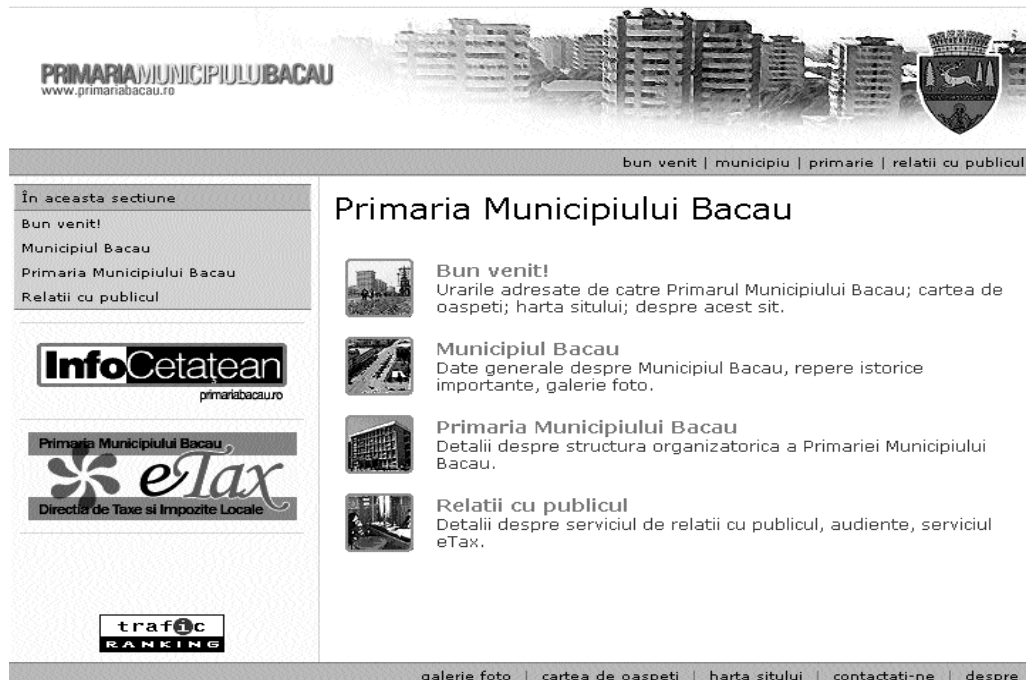 PRIMARIAMUNICIPIULUIBACAU
www.primariabacau.ro
bun venit | municipiu | primarie | relatii cu publicul
În aceasta sectiune
Bun venit!
Municipiul Bacau
Primaria Municipiului Bacau
Relatii cu publicul
InfoCetatean
primariabacau.ro
Primaria Municipiului Bacau
eTax
Directia de Taxe si Impozite Locale
trafic
RANKING
Primaria Municipiului Bacau
Bun venit!
Urarile adresate de catre Primarul Municipiului Bacau; cartea de
oaspeti; harta sitului; despre acest sit.
Municipiul Bacau
Date generale despre Municipiul Bacau, repere istorice
importante, galerie foto.
Primaria Municipiului Bacau
Detalii despre structura organizatorica a Primariei Municipiului
Bacau.
Relatii cu publicul
Detalii despre serviciul de relatii cu publicul, audiente, serviciul
eTax.
galerie foto | cartea de oaspeti | harta sitului | contactati-ne | despre